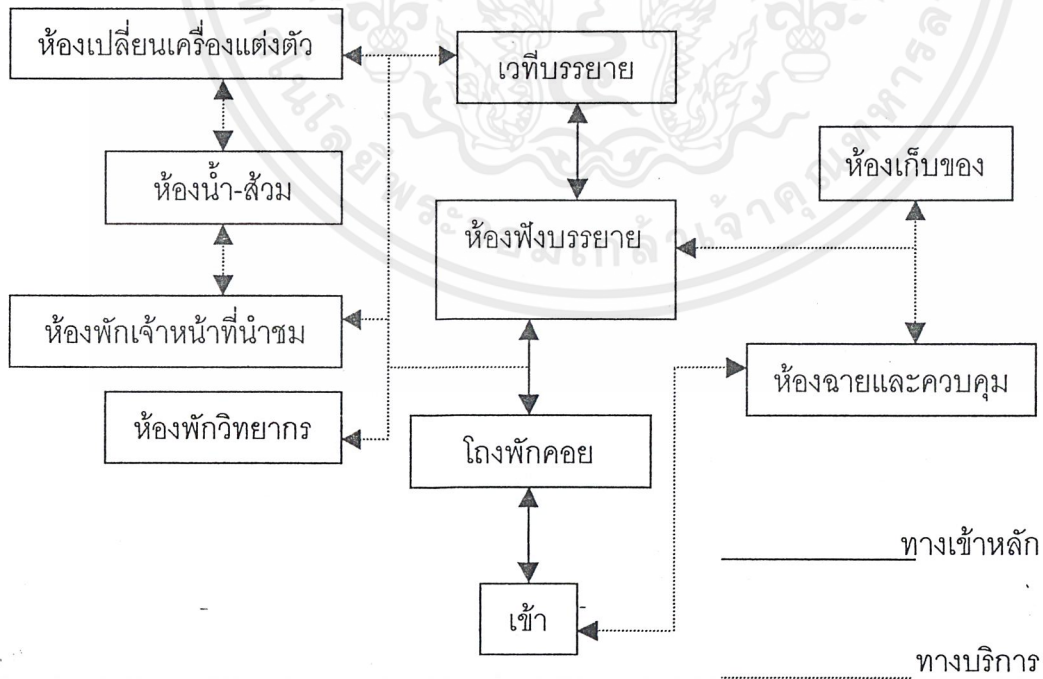 ห้องเปลี่ยนเครื่องแต่งตัว
เวทีบรรยาย
ห้องเก็บของ
ห้องน้ำ-ส้วม
ห้องฟังบรรยาย
ห้องพักเจ้าหน้าที่นำชม
ห้องฉายและควบคุม
ห้องพักวิทยากร
โถงพักคอย
ทางเข้าหลัก
เข้า
ทางบริการ